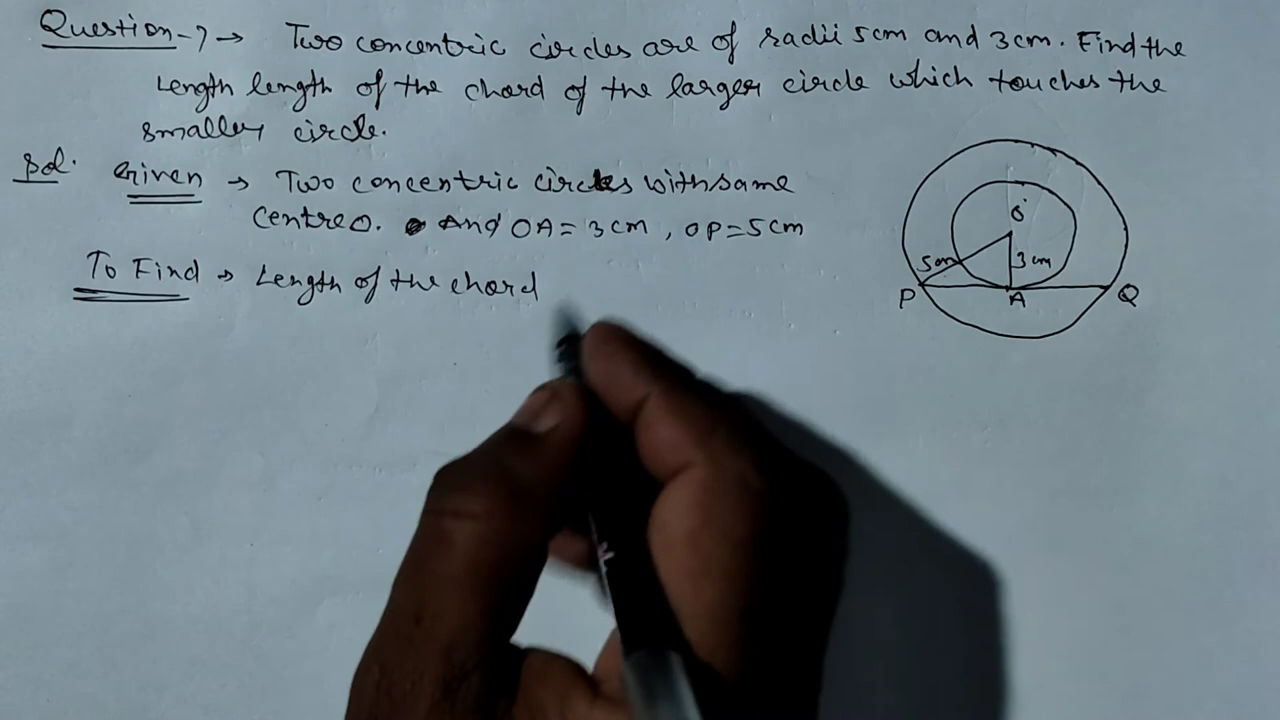 Question-7 → Two concentric circles are of radii 5cm and 3cm. Find the
Length length of the chord of the larger circle which touches the
smaller circle.
Sol. Given → Two concentric circles with same
centre O. And OA = 3cm, OP = 5cm
To Find → Length of the chord
O
5cm 3cm
P A Q